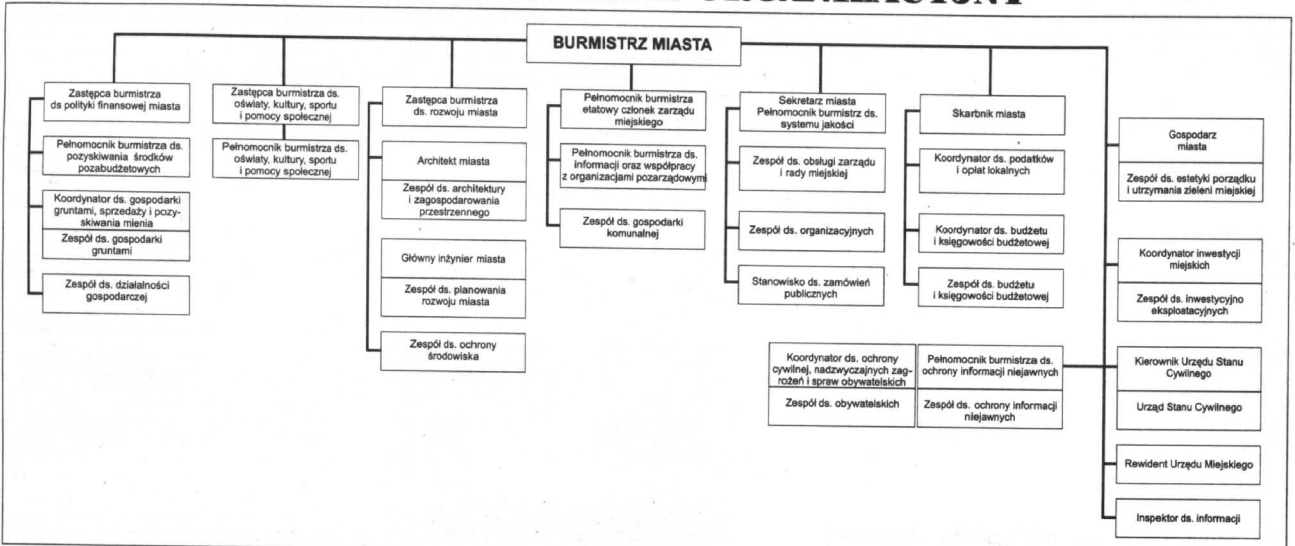 ORGANIZACYJNY
BURMISTRZ MIASTA
Zastępca burmistrza
ds polityki finansowej miasta
Pełnomocnik burmistrza ds.
pozyskiwania środków
pozabudżetowych
Koordynator ds. gospodarki
gruntami, sprzedaży i pozy-
skiwania mienia
Zespół ds. gospodarki
gruntami
Zespół ds. działalności
gospodarczej
Zastępca burmistrza ds.
oświaty, kultury, sportu
i pomocy społecznej
Pełnomocnik burmistrza ds.
oświaty, kultury, sportu
i pomocy społecznej
Zastępca burmistrza
ds. rozwoju miasta
Architekt miasta
Zespół ds. architektury
i zagospodarowania
przestrzennego
Główny inżynier miasta
Zespół ds. planowania
rozwoju miasta
Zespół ds. ochrony
środowiska
Pełnomocnik burmistrza
etatowy członek zarządu
miejskiego
Pełnomocnik burmistrza ds.
informacji oraz współpracy
z organizacjami pozarządowymi
Zespół ds. gospodarki
komunalnej
Sekretarz miasta
Pełnomocnik burmistrz ds.
systemu jakości
Zespół ds. obsługi zarządu
i rady miejskiej
Zespół ds. organizacyjnych
Stanowisko ds. zamówień
publicznych
Skarbnik miasta
Koordynator ds. podatków
i opłat lokalnych
Koordynator ds. budżetu
i księgowości budżetowej
Zespół ds. budżetu
i księgowości budżetowej
Koordynator ds. ochrony
cywilnej, nadzwyczajnych zag-
rożeń i spraw obywatelskich
Zespół ds. obywatelskich
Pełnomocnik burmistrza ds.
ochrony informacji niejawnych
Zespół ds. ochrony informacji
niejawnych
Gospodarz
miasta
Zespół ds. estetyki porządku
i utrzymania zieleni miejskiej
Koordynator inwestycji
miejskich
Zespół ds. inwestycyjno
eksploatacyjnych
Kierownik Urzędu Stanu
Cywilnego
Urząd Stanu Cywilnego
Rewident Urzędu Miejskiego
Inspektor ds. informacji